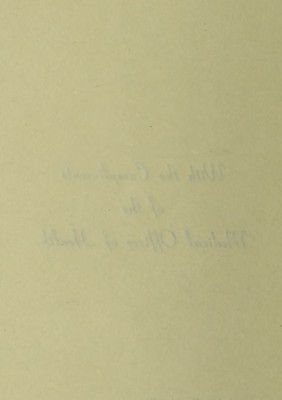 With the Compliments
of the
Medical Officer of Health